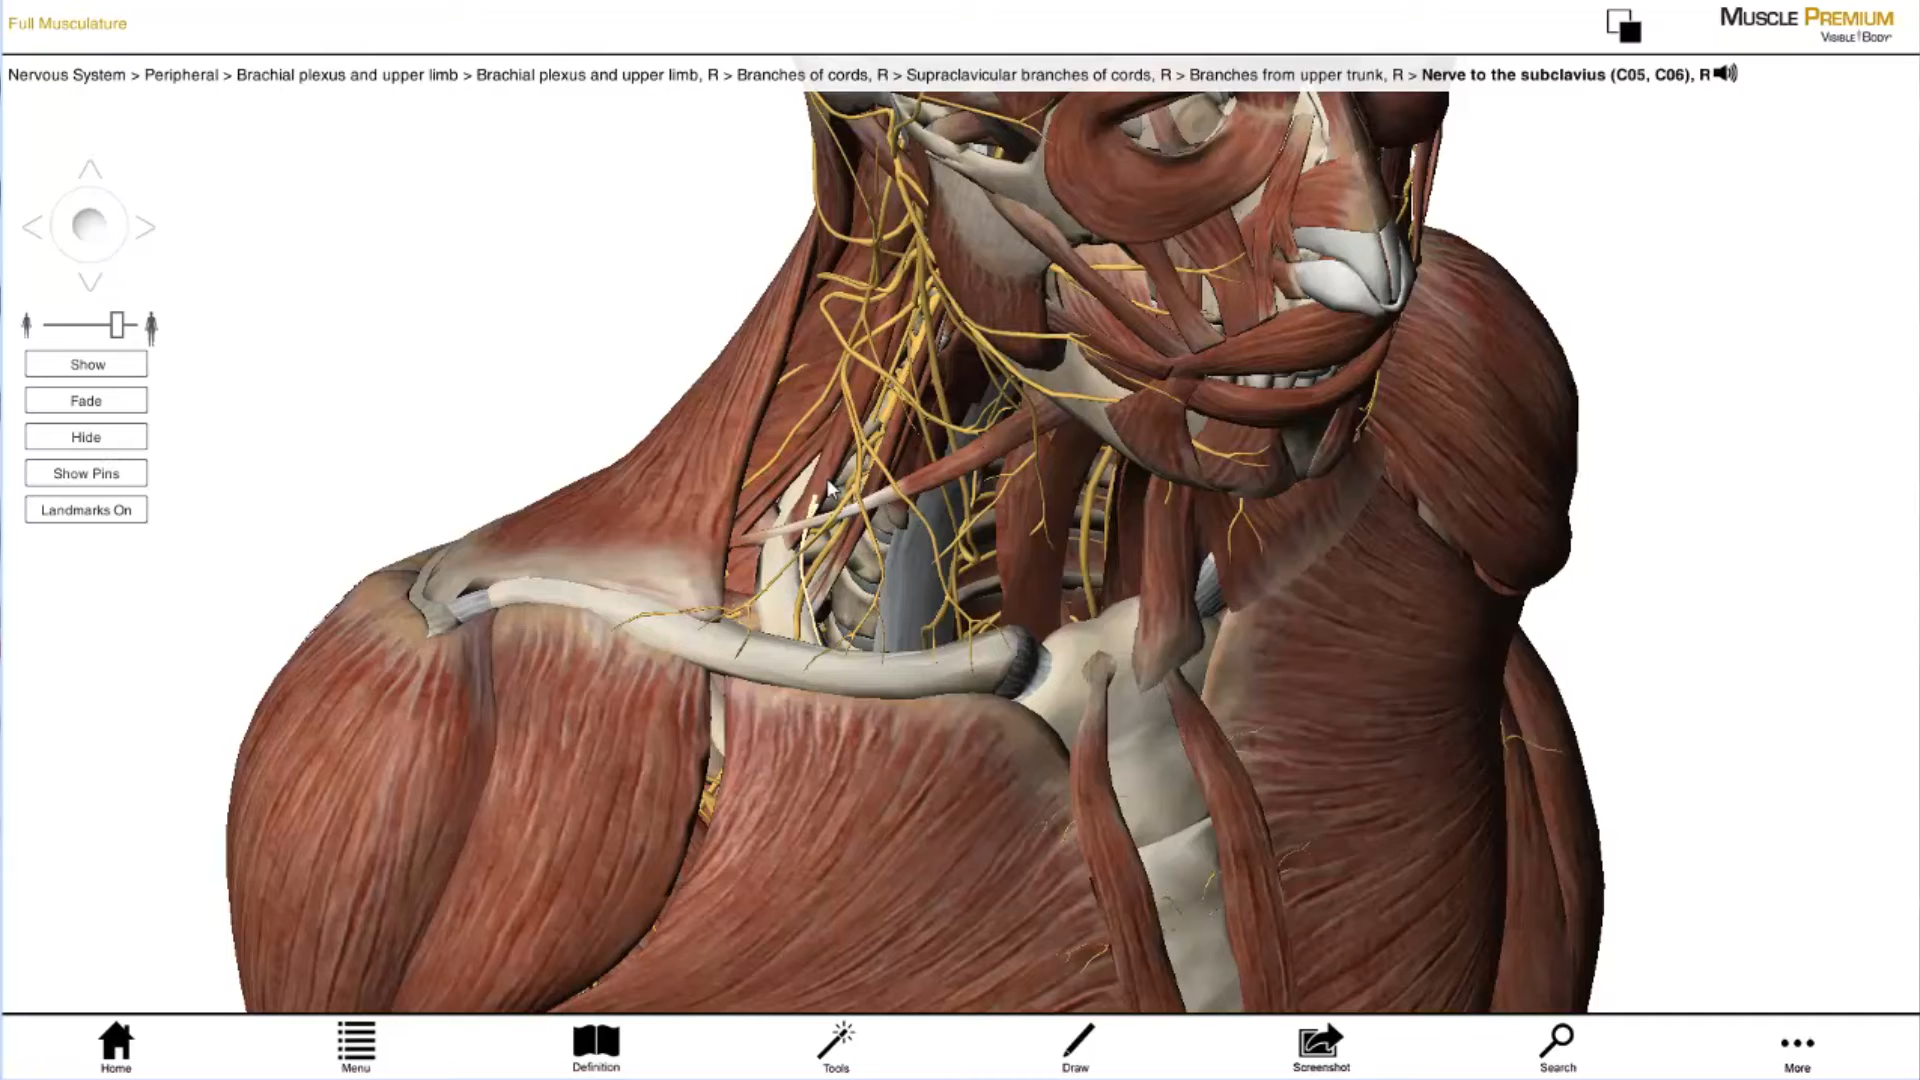 Full Musculature
MUSCLE PREMIUM
VISIBLE BODY
Nervous System > Peripheral > Brachial plexus and upper limb > Brachial plexus and upper limb, R > Branches of cords, R > Supraclavicular branches of cords, R > Branches from upper trunk, R > Nerve to the subclavius (C05, C06), R
Show
Fade
Hide
Show Pins
Landmarks On
Home
Menu
Definition
Tools
Draw
Screenshot
Search
More